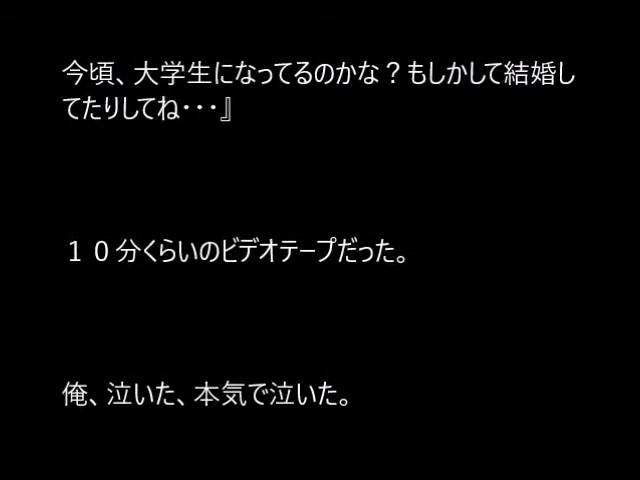 今頃、大学生になってるのかな？もしかして結婚し
てたりしてね・・・』
１０分くらいのビデオテープだった。
俺、泣いた、本気で泣いた。